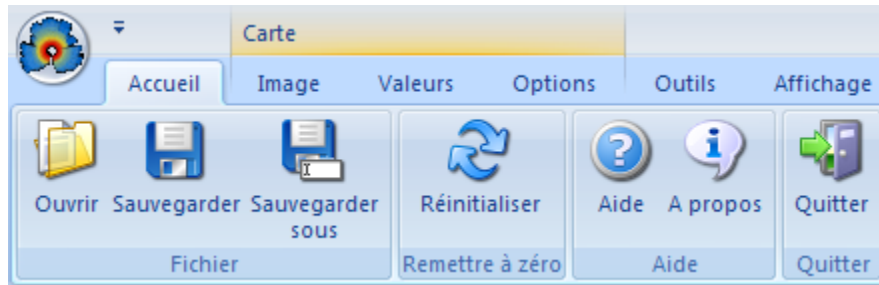 Carte
Accueil Image Valeurs Options Outils Affichage
Ouvrir Sauvegarder Sauvegarder sous Réinitialiser Aide A propos Quitter
Fichier Remettre à zéro Aide Quitter